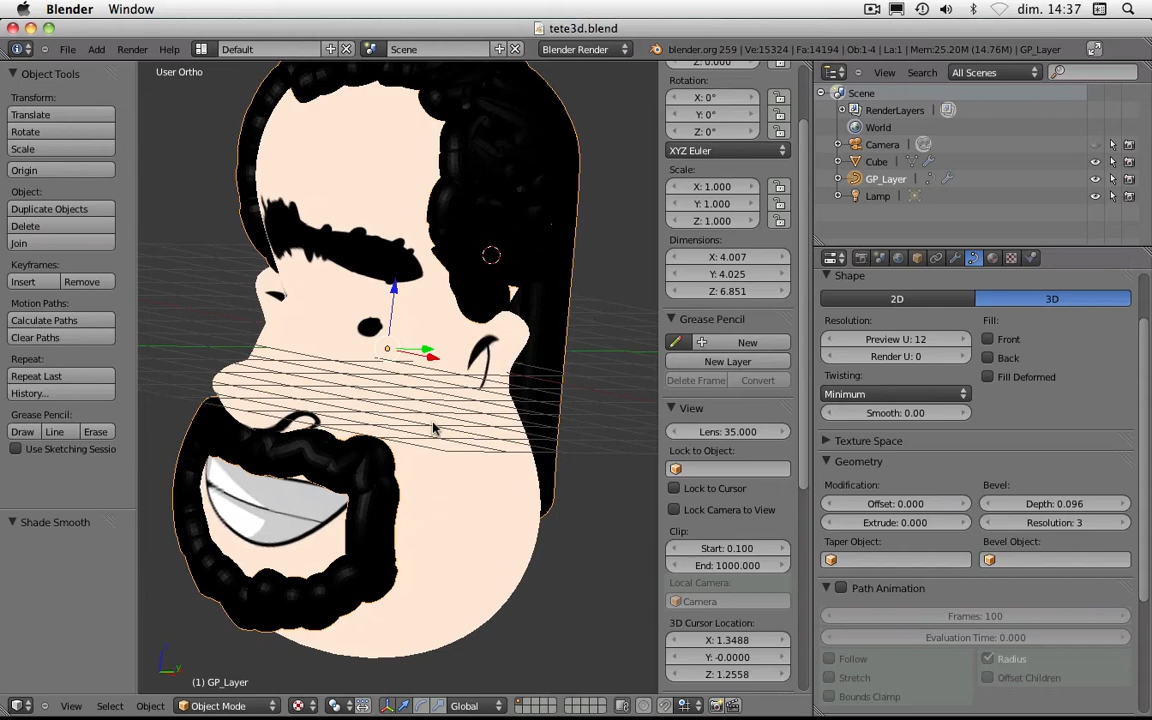 Blender Window dim. 14:37
tete3d.blend
File Add Render Help Default Scene Blender Render blender.org 259 | Ve:15324 | Fa:14194 | Ob:1-4 | La:1 | Mem:25.20M (14.76M) | GP_Layer
Object Tools
Transform:
Translate
Rotate
Scale
Origin
Object:
Duplicate Objects
Delete
Join
Keyframes:
Insert Remove
Motion Paths:
Calculate Paths
Clear Paths
Repeat:
Repeat Last
History...
Grease Pencil:
Draw Line Erase
Use Sketching Sessio
Shade Smooth
User Ortho
(1) GP_Layer
View Select Object Object Mode Global
Rotation:
X: 0°
Y: 0°
Z: 0°
XYZ Euler
Scale:
X: 1.000
Y: 1.000
Z: 1.000
Dimensions:
X: 4.007
Y: 4.025
Z: 6.851
Grease Pencil
New
New Layer
Delete Frame Convert
View
Lens: 35.000
Lock to Object:
Lock to Cursor
Lock Camera to View
Clip:
Start: 0.100
End: 1000.000
Local Camera:
Camera
3D Cursor Location:
X: 1.3488
Y: -0.0000
Z: 1.2558
View Search All Scenes
Scene
RenderLayers
World
Camera
Cube
GP_Layer
Lamp
Shape
2D 3D
Resolution: Fill:
Preview U: 12 Front
Render U: 0 Back
Twisting: Fill Deformed
Minimum
Smooth: 0.00
Texture Space
Geometry
Modification: Bevel:
Offset: 0.000 Depth: 0.096
Extrude: 0.000 Resolution: 3
Taper Object: Bevel Object:
Path Animation
Frames: 100
Evaluation Time: 0.000
Follow Radius
Stretch Offset Children
Bounds Clamp